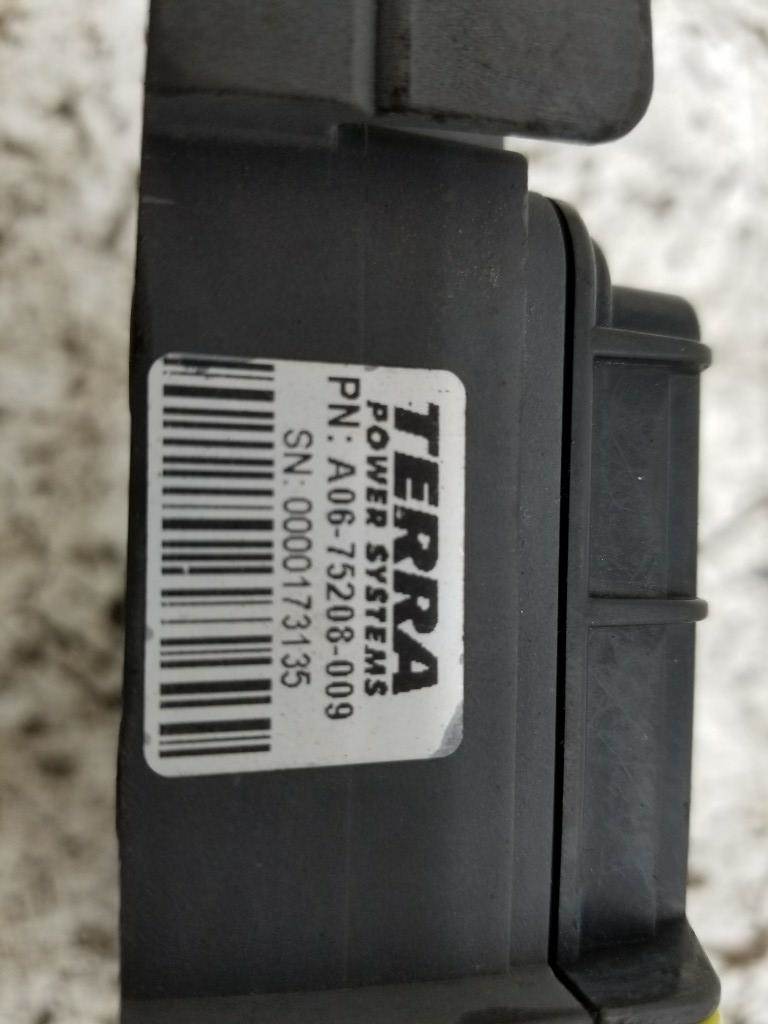 TERRA
POWER SYSTEMS
PN: A06-75208-009
SN: 0000173135